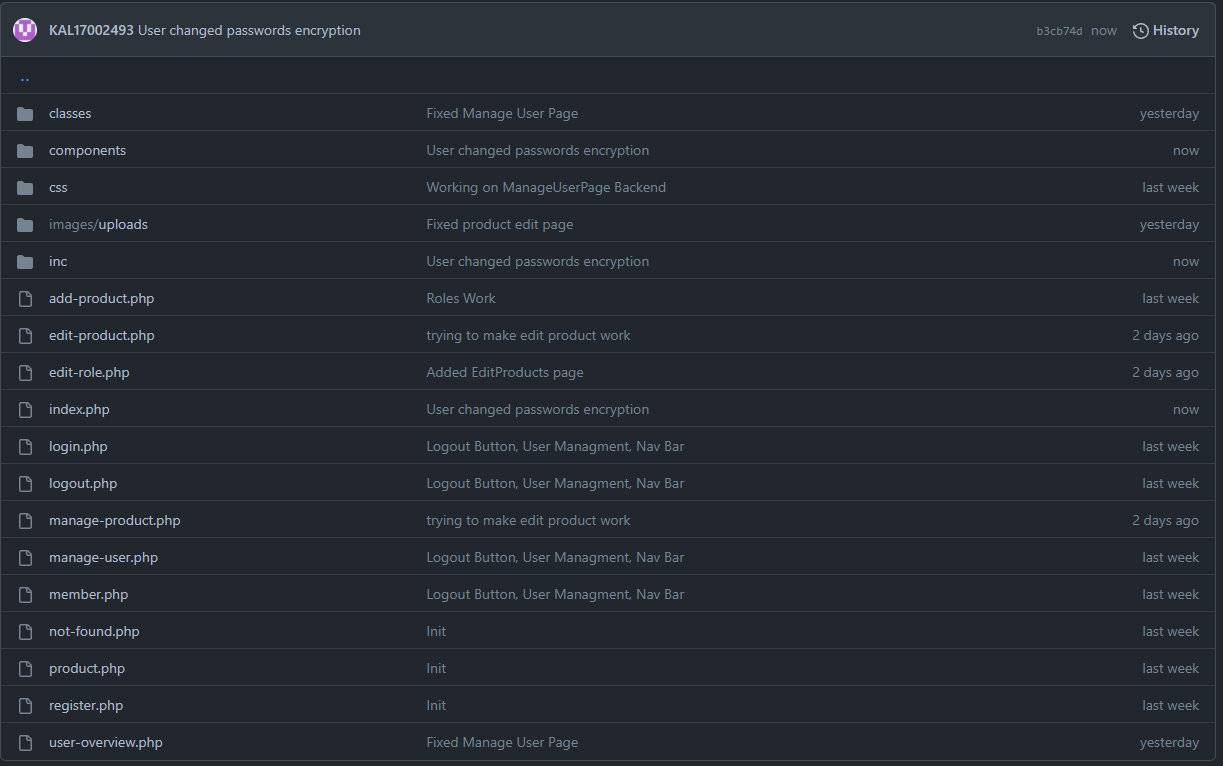 KAL17002493 User changed passwords encryption b3cb74d now History
..
classes Fixed Manage User Page yesterday
components User changed passwords encryption now
css Working on ManageUserPage Backend last week
images/uploads Fixed product edit page yesterday
inc User changed passwords encryption now
add-product.php Roles Work last week
edit-product.php trying to make edit product work 2 days ago
edit-role.php Added EditProducts page 2 days ago
index.php User changed passwords encryption now
login.php Logout Button, User Managment, Nav Bar last week
logout.php Logout Button, User Managment, Nav Bar last week
manage-product.php trying to make edit product work 2 days ago
manage-user.php Logout Button, User Managment, Nav Bar last week
member.php Logout Button, User Managment, Nav Bar last week
not-found.php Init last week
product.php Init last week
register.php Init last week
user-overview.php Fixed Manage User Page yesterday